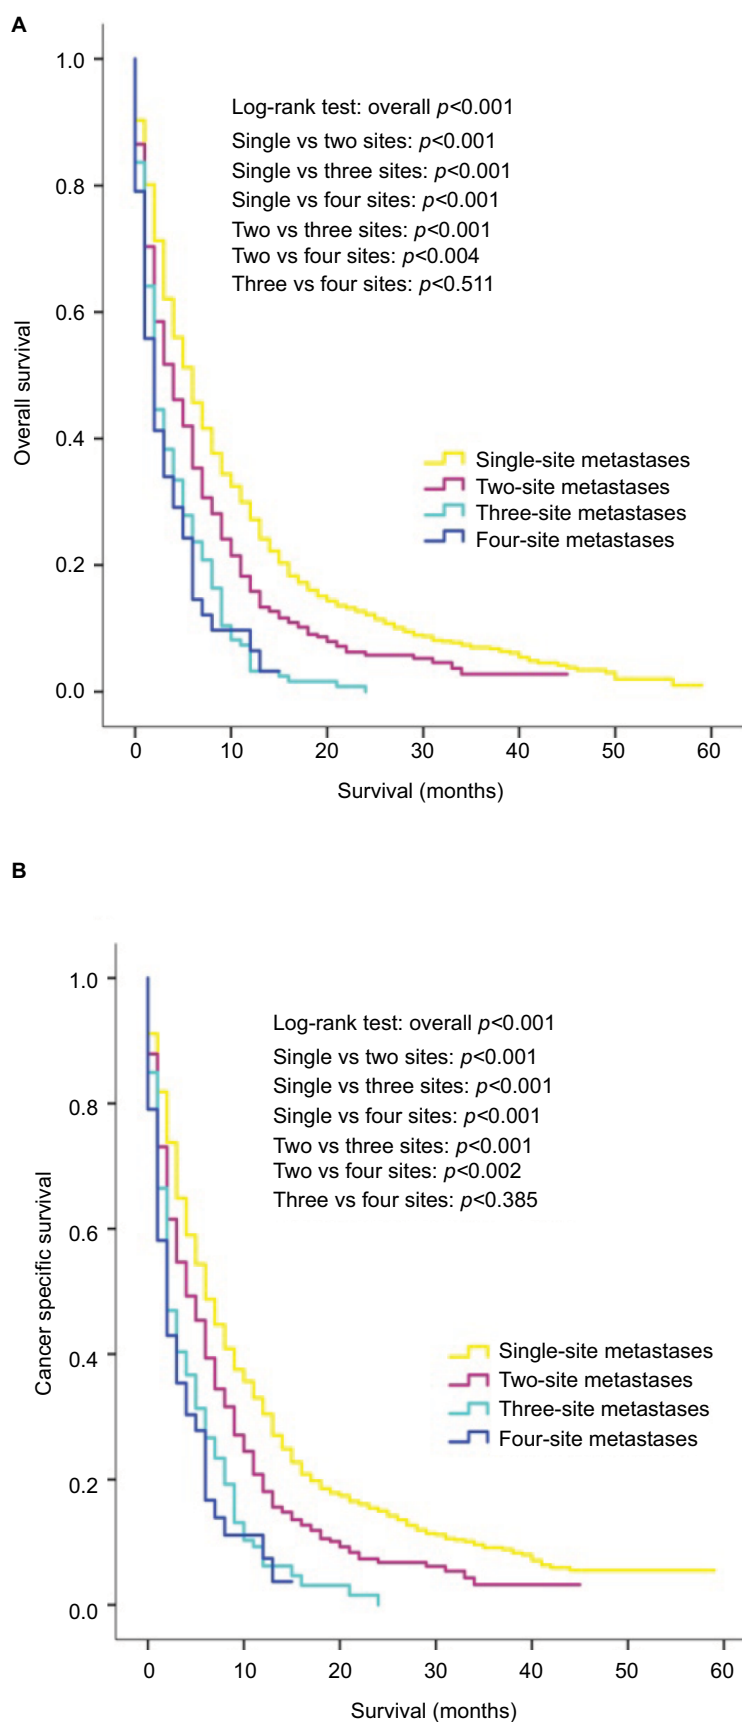 A
Log-rank test: overall p<0.001
Single vs two sites: p<0.001
Single vs three sites: p<0.001
Single vs four sites: p<0.001
Two vs three sites: p<0.001
Two vs four sites: p<0.004
Three vs four sites: p<0.511
Overall survival
1.0
0.8
0.6
0.4
0.2
0.0
Single-site metastases
Two-site metastases
Three-site metastases
Four-site metastases
0 10 20 30 40 50 60
Survival (months)
B
Log-rank test: overall p<0.001
Single vs two sites: p<0.001
Single vs three sites: p<0.001
Single vs four sites: p<0.001
Two vs three sites: p<0.001
Two vs four sites: p<0.002
Three vs four sites: p<0.385
Cancer specific survival
1.0
0.8
0.6
0.4
0.2
0.0
Single-site metastases
Two-site metastases
Three-site metastases
Four-site metastases
0 10 20 30 40 50 60
Survival (months)